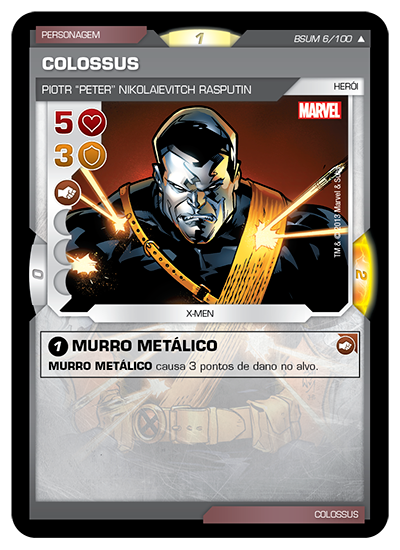 PERSONAGEM
1
BSUM 6/100 ▲
COLOSSUS
PIOTR "PETER" NIKOLAIEVITCH RASPUTIN
HERÓI
5
MARVEL
3
0
2
X-MEN
1 MURRO METÁLICO
MURRO METÁLICO causa 3 pontos de dano no alvo.
COLOSSUS
TM & ©2013 Marvel & Subs.